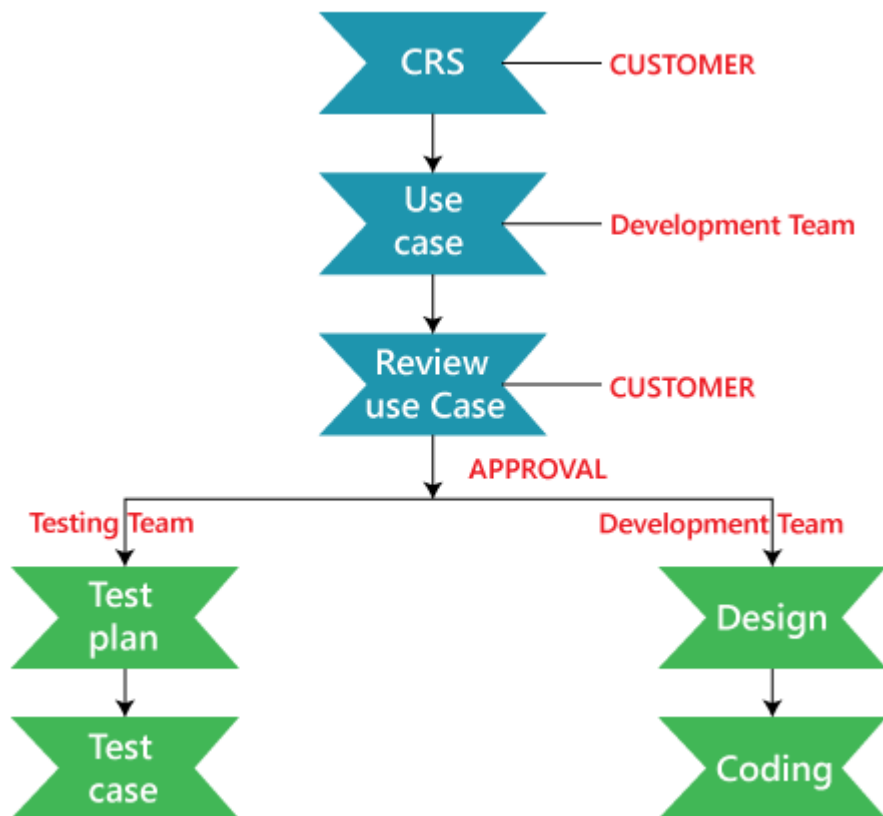 CRS
CUSTOMER
Use
case
Development Team
Review
use Case
CUSTOMER
APPROVAL
Testing Team
Development Team
Test
plan
Design
Test
case
Coding